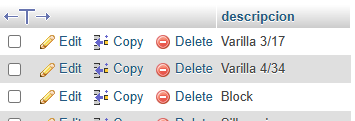 descripcion
Edit Copy Delete Varilla 3/17
Edit Copy Delete Varilla 4/34
Edit Copy Delete Block